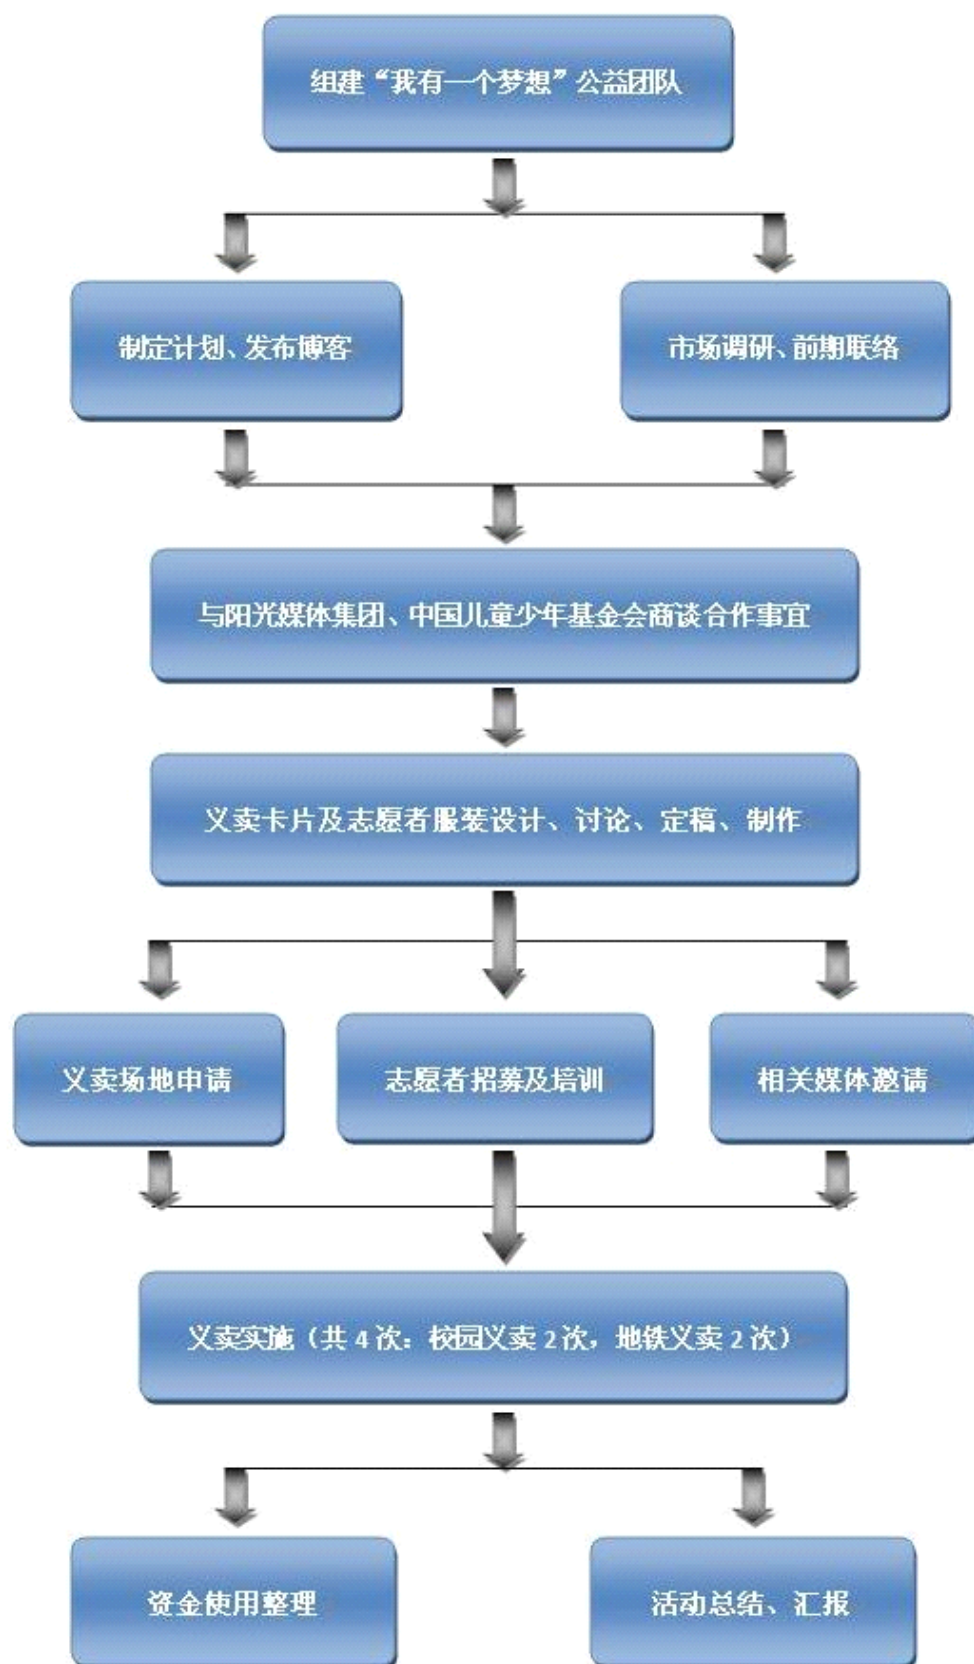 组建“我有一个梦想”公益团队
制定计划、发布博客
市场调研、前期联络
与阳光媒体集团、中国儿童少年基金会商谈合作事宜
义卖卡片及志愿者服装设计、讨论、定稿、制作
义卖场地申请
志愿者招募及培训
相关媒体邀请
义卖实施（共 4 次：校园义卖 2 次，地铁义卖 2 次）
资金使用整理
活动总结、汇报